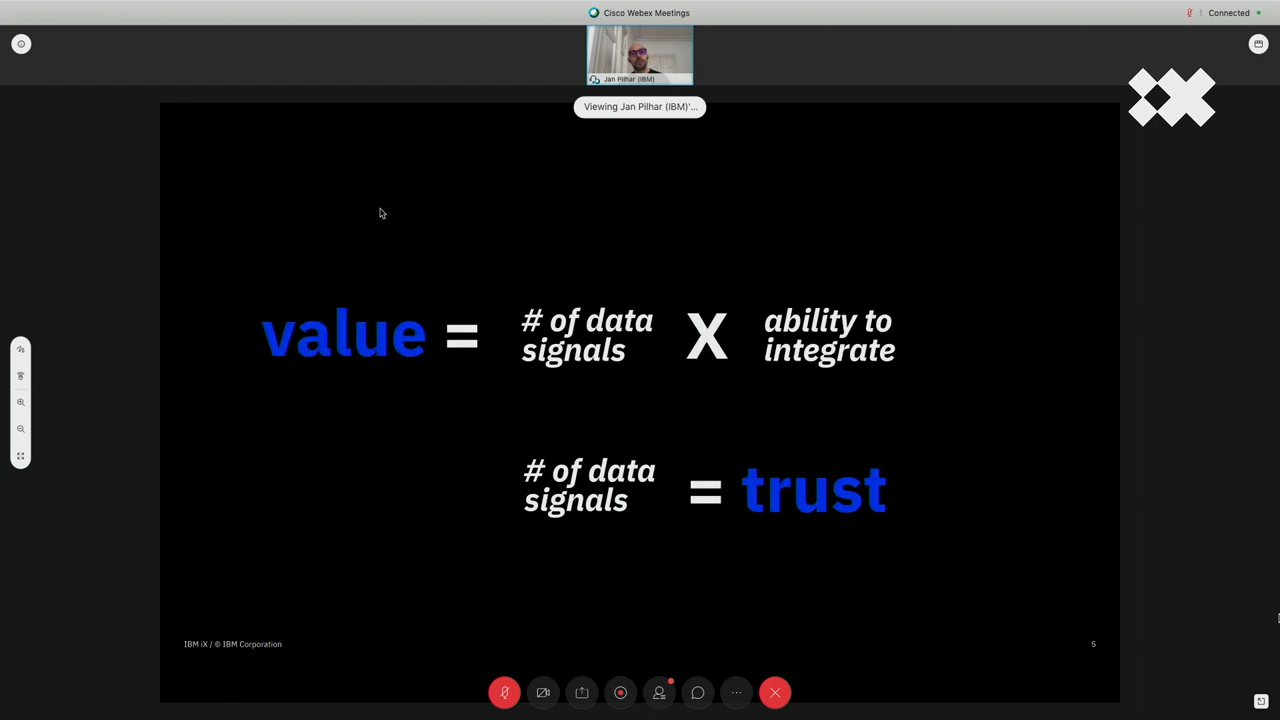 Cisco Webex Meetings
Connected
Jan Pilhar (IBM)
Viewing Jan Pilhar (IBM)'...
value = # of data signals X ability to integrate
# of data signals = trust
IBM iX / © IBM Corporation
5